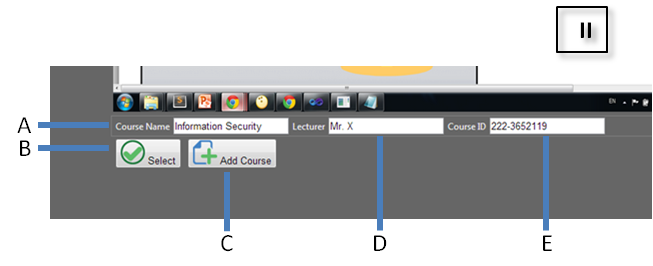 II
EN
A Course Name Information Security Lecturer Mr. X Course ID 222-3652119
B Select Add Course
C D E